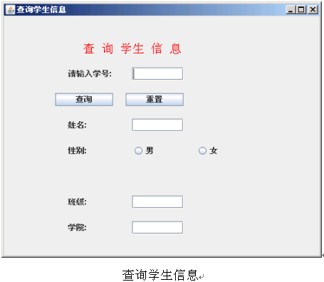 查询学生信息
查 询 学生 信 息
请输入学号:
查询 重置
姓名:
性别: 男 女
班级:
学院:
查询学生信息